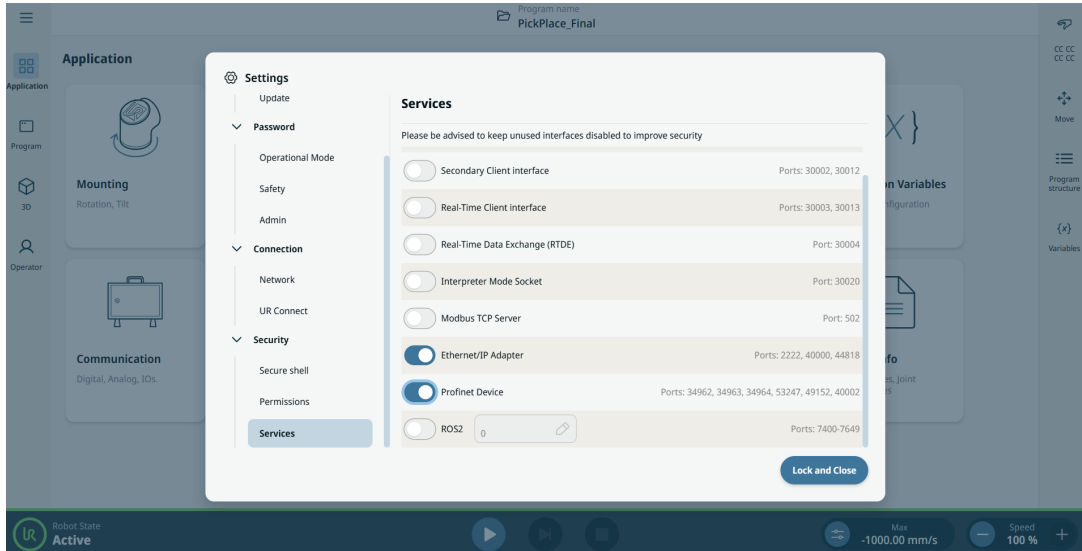 Program name
PickPlace_Final
Application
Application
Program
3D
Operator
Mounting
Rotation, Tilt
Communication
Digital, Analog, IOs.
Settings
Update
Password
Operational Mode
Safety
Admin
Connection
Network
UR Connect
Security
Secure shell
Permissions
Services
Services
Please be advised to keep unused interfaces disabled to improve security
Secondary Client interface Ports: 30002, 30012
Real-Time Client interface Ports: 30003, 30013
Real-Time Data Exchange (RTDE) Port: 30004
Interpreter Mode Socket Port: 30020
Modbus TCP Server Port: 502
Ethernet/IP Adapter Ports: 2222, 40000, 44818
Profinet Device Ports: 34962, 34963, 34964, 53247, 49152, 40002
ROS2 0 Ports: 7400-7649
Lock and Close
Variables
Joint
CC CC
CC CC
Move
Program
structure
{x}
Variables
UR
Robot State
Active
Max
-1000.00 mm/s
Speed
100 %